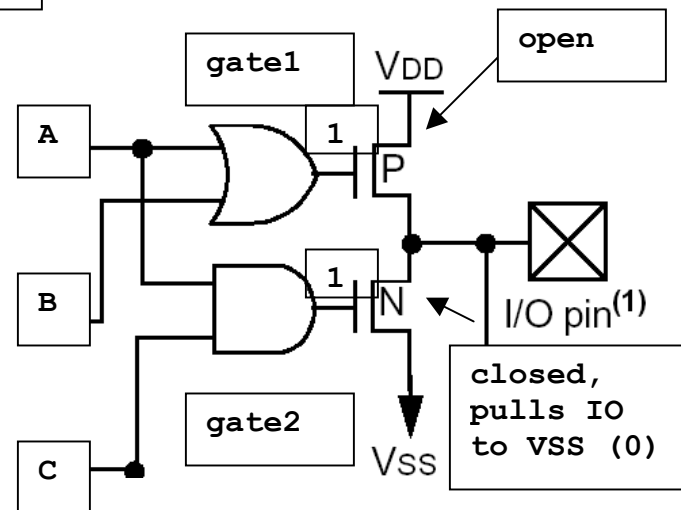 open
gate1
VDD
A
1
P
1
B
N
I/O pin(1)
closed,
pulls IO
to VSS (0)
gate2
VSS
C